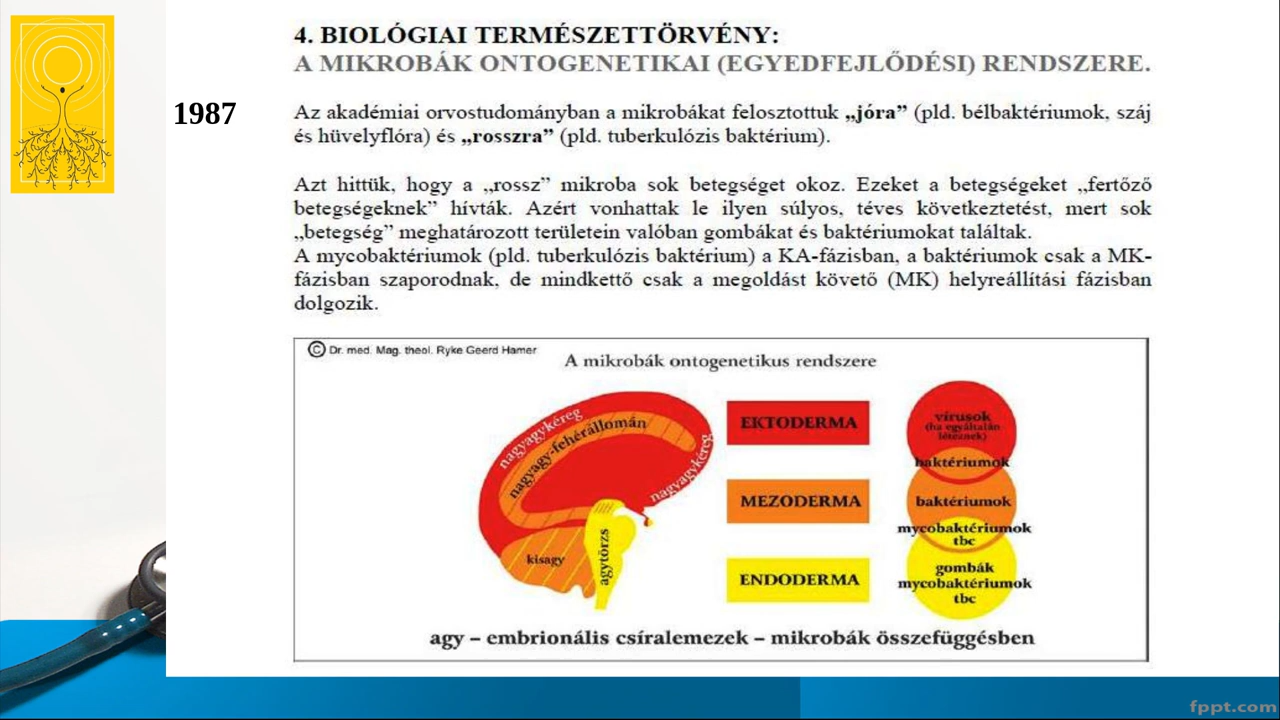 4. BIOLÓGIAI TERMÉSZETTÖRVÉNY:
A MIKROBÁK ONTOGENETIKAI (EGYEDFEJLŐDÉSI) RENDSZERE.
1987
Az akadémiai orvostudományban a mikrobákat felosztottuk „jóra” (pld. bélbaktériumok, száj
és hüvelyflóra) és „rosszra” (pld. tuberkulózis baktérium).
Azt hittük, hogy a „rossz” mikroba sok betegséget okoz. Ezeket a betegségeket „fertőző
betegségeknek” hívták. Azért vonhattak le ilyen súlyos, téves következtetést, mert sok
„betegség” meghatározott területein valóban gombákat és baktériumokat találtak.
A mycobaktériumok (pld. tuberkulózis baktérium) a KA-fázisban, a baktériumok csak a MK-
fázisban szaporodnak, de mindkettő csak a megoldást követő (MK) helyreállítási fázisban
dolgozik.
© Dr. med. Mag. theol. Ryke Geerd Hamer
A mikrobák ontogenetikus rendszere
nagyagykéreg
nagyagy-fehérállomán
nagyagykéreg
kisagy
agytörzs
EKTODERMA
MEZODERMA
ENDODERMA
vírusok
(ha egyáltalán
léteznek)
baktériumok
baktériumok
mycobaktériumok
tbc
gombák
mycobaktériumok
tbc
agy – embrionális csíralemezek – mikrobák összefüggésben
fppt.com